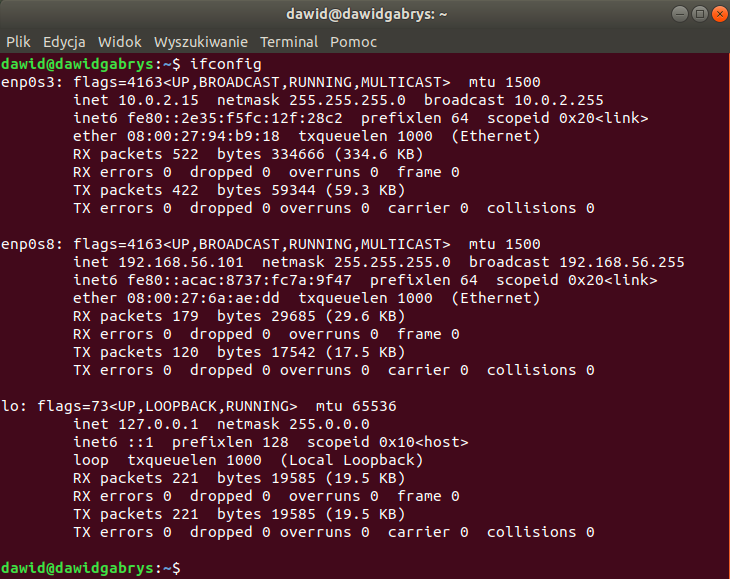 dawid@dawidgabrys: ~
Plik Edycja Widok Wyszukiwanie Terminal Pomoc
dawid@dawidgabrys:~$ ifconfig
enp0s3: flags=4163<UP,BROADCAST,RUNNING,MULTICAST>  mtu 1500
        inet 10.0.2.15  netmask 255.255.255.0  broadcast 10.0.2.255
        inet6 fe80::2e35:f5fc:12f:28c2  prefixlen 64  scopeid 0x20<link>
        ether 08:00:27:94:b9:18  txqueuelen 1000  (Ethernet)
        RX packets 522  bytes 334666 (334.6 KB)
        RX errors 0  dropped 0  overruns 0  frame 0
        TX packets 422  bytes 59344 (59.3 KB)
        TX errors 0  dropped 0 overruns 0  carrier 0  collisions 0

enp0s8: flags=4163<UP,BROADCAST,RUNNING,MULTICAST>  mtu 1500
        inet 192.168.56.101  netmask 255.255.255.0  broadcast 192.168.56.255
        inet6 fe80::acac:8737:fc7a:9f47  prefixlen 64  scopeid 0x20<link>
        ether 08:00:27:6a:ae:dd  txqueuelen 1000  (Ethernet)
        RX packets 179  bytes 29685 (29.6 KB)
        RX errors 0  dropped 0  overruns 0  frame 0
        TX packets 120  bytes 17542 (17.5 KB)
        TX errors 0  dropped 0 overruns 0  carrier 0  collisions 0

lo: flags=73<UP,LOOPBACK,RUNNING>  mtu 65536
        inet 127.0.0.1  netmask 255.0.0.0
        inet6 ::1  prefixlen 128  scopeid 0x10<host>
        loop  txqueuelen 1000  (Local Loopback)
        RX packets 221  bytes 19585 (19.5 KB)
        RX errors 0  dropped 0  overruns 0  frame 0
        TX packets 221  bytes 19585 (19.5 KB)
        TX errors 0  dropped 0 overruns 0  carrier 0  collisions 0

dawid@dawidgabrys:~$